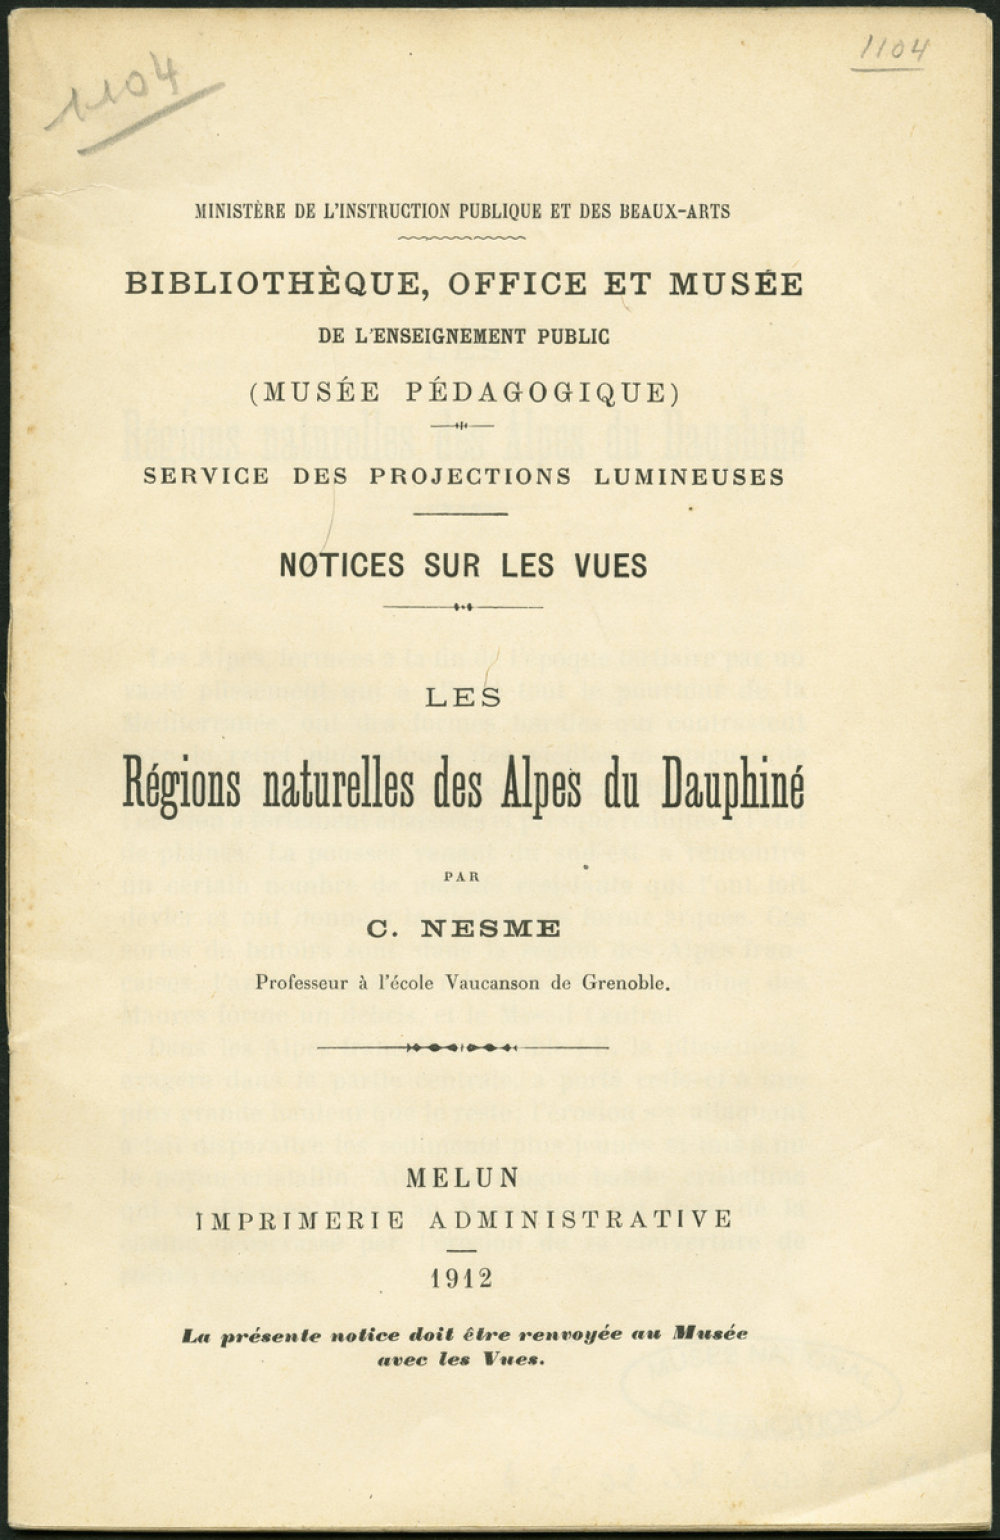 1104
1104
MINISTÈRE DE L'INSTRUCTION PUBLIQUE ET DES BEAUX-ARTS
BIBLIOTHÈQUE, OFFICE ET MUSÉE
DE L'ENSEIGNEMENT PUBLIC
(MUSÉE PÉDAGOGIQUE)
SERVICE DES PROJECTIONS LUMINEUSES
NOTICES SUR LES VUES
LES
Régions naturelles des Alpes du Dauphiné
PAR
C. NESME
Professeur à l'école Vaucanson de Grenoble.
MELUN
IMPRIMERIE ADMINISTRATIVE
1912
La présente notice doit être renvoyée au Musée
avec les Vues.